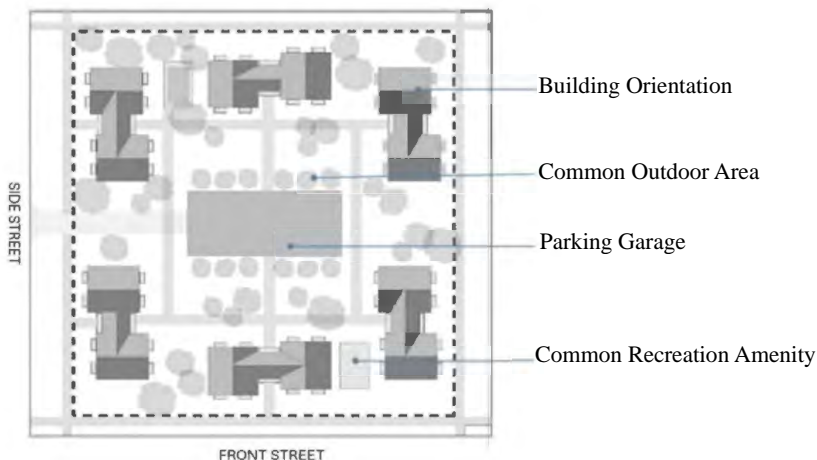 Building Orientation
Common Outdoor Area
SIDE STREET
Parking Garage
Common Recreation Amenity
FRONT STREET